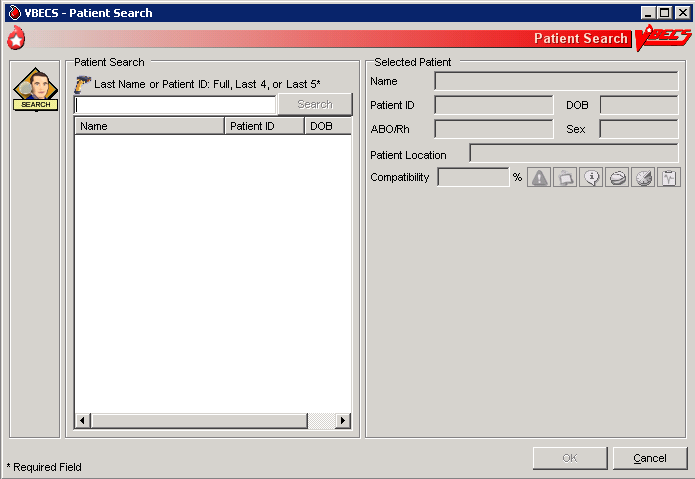 VBECS - Patient Search
Patient Search
VBECS
SEARCH
Patient Search
Last Name or Patient ID: Full, Last 4, or Last 5*
Search
Name Patient ID DOB
Selected Patient
Name
Patient ID DOB
ABO/Rh Sex
Patient Location
Compatibility %
OK Cancel
* Required Field